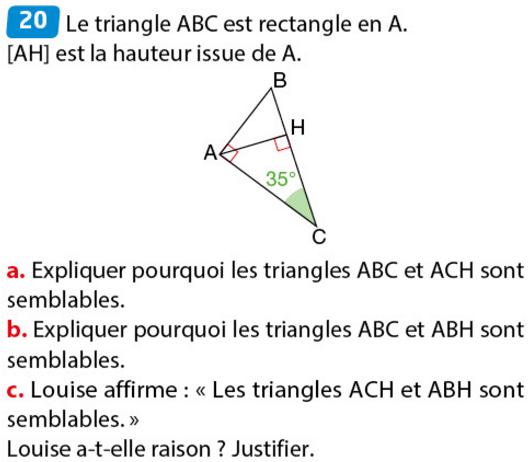 20 Le triangle ABC est rectangle en A.
[AH] est la hauteur issue de A.
B
H
A
35°
C
a. Expliquer pourquoi les triangles ABC et ACH sont
semblables.
b. Expliquer pourquoi les triangles ABC et ABH sont
semblables.
c. Louise affirme : « Les triangles ACH et ABH sont
semblables. »
Louise a-t-elle raison ? Justifier.